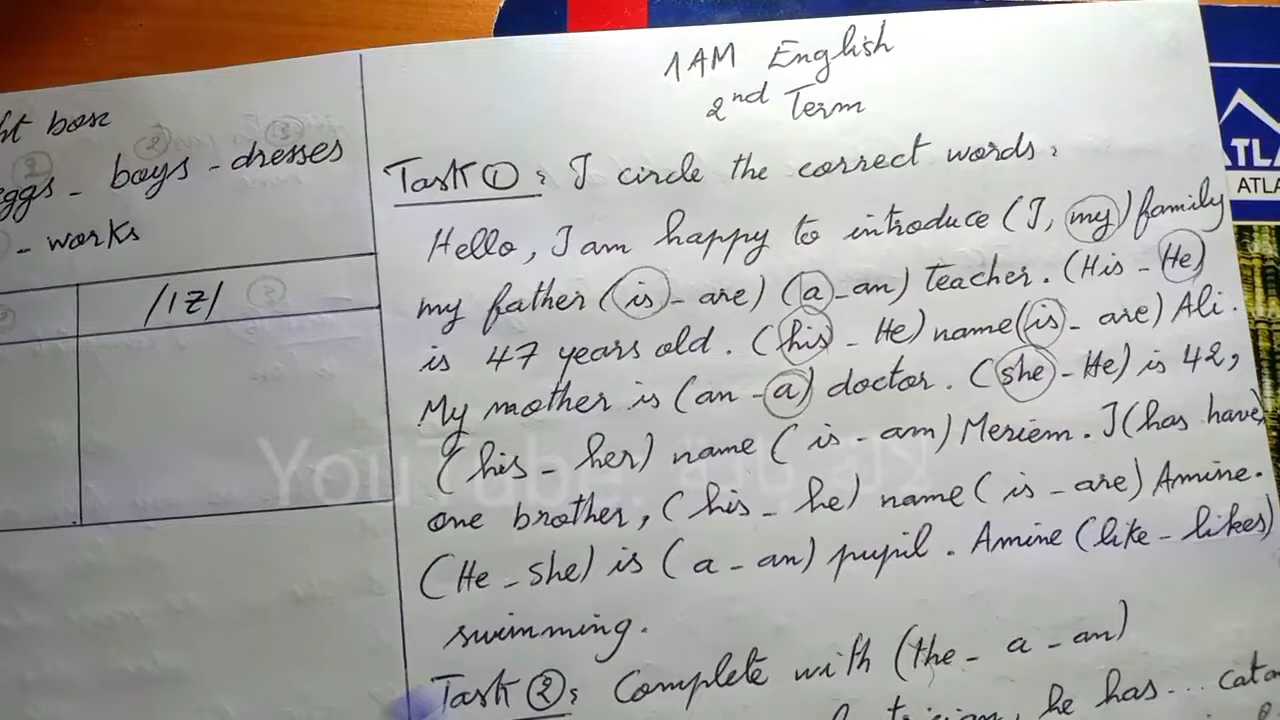 1AM English
2nd Term
ht box
eggs - boys - dresses
- works
/ɪz/
Task ① : I circle the correct words :
Hello, I am happy to introduce (I, my) family
my father (is - are) (a - an) teacher. (His - He)
is 47 years old. (his - He) name (is - are) Ali.
My mother is (an - a) doctor. (she - He) is 42,
(his - her) name (is - am) Meriem. I (has have)
one brother, (his - he) name (is - are) Amine.
(He - she) is (a - an) pupil. Amine (like - likes)
swimming.
Task ② : Complete with (the - a - an)
he has ... cat
YouTube:
ATLA
ATLA